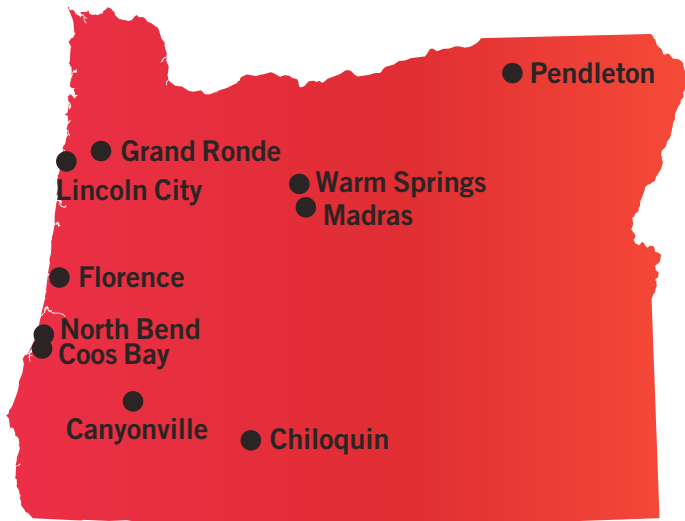 Pendleton
Grand Ronde
Lincoln City
Warm Springs
Madras
Florence
North Bend
Coos Bay
Canyonville
Chiloquin